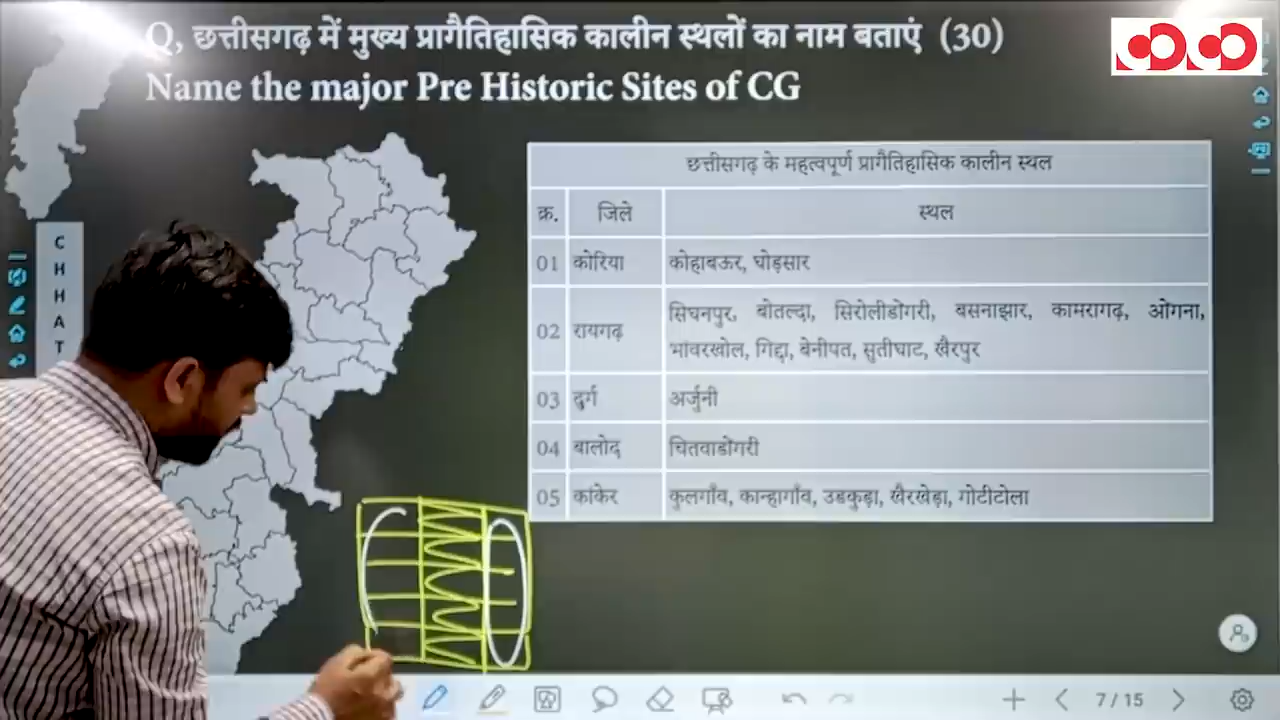 Q, छत्तीसगढ़ में मुख्य प्रागैतिहासिक कालीन स्थलों का नाम बताएं (30)
Name the major Pre Historic Sites of CG
छत्तीसगढ़ के महत्वपूर्ण प्रागैतिहासिक कालीन स्थल
क्र. जिले स्थल
01 कोरिया कोहाबऊर, घोड़सार
02 रायगढ़ सिघनपुर, बोतल्दा, सिरोलीडोंगरी, बसनाझार, कामरागढ़, ओंगना,
भांवरखोल, गिद्दा, बेनीपत, सुतीघाट, खैरपुर
03 दुर्ग अर्जुनी
04 बालोद चितवाडोंगरी
05 कांकेर कुलगाँव, कान्हागाँव, उडकुड़ा, खैरखेड़ा, गोटीटोला
C
H
H
A
T
7 / 15